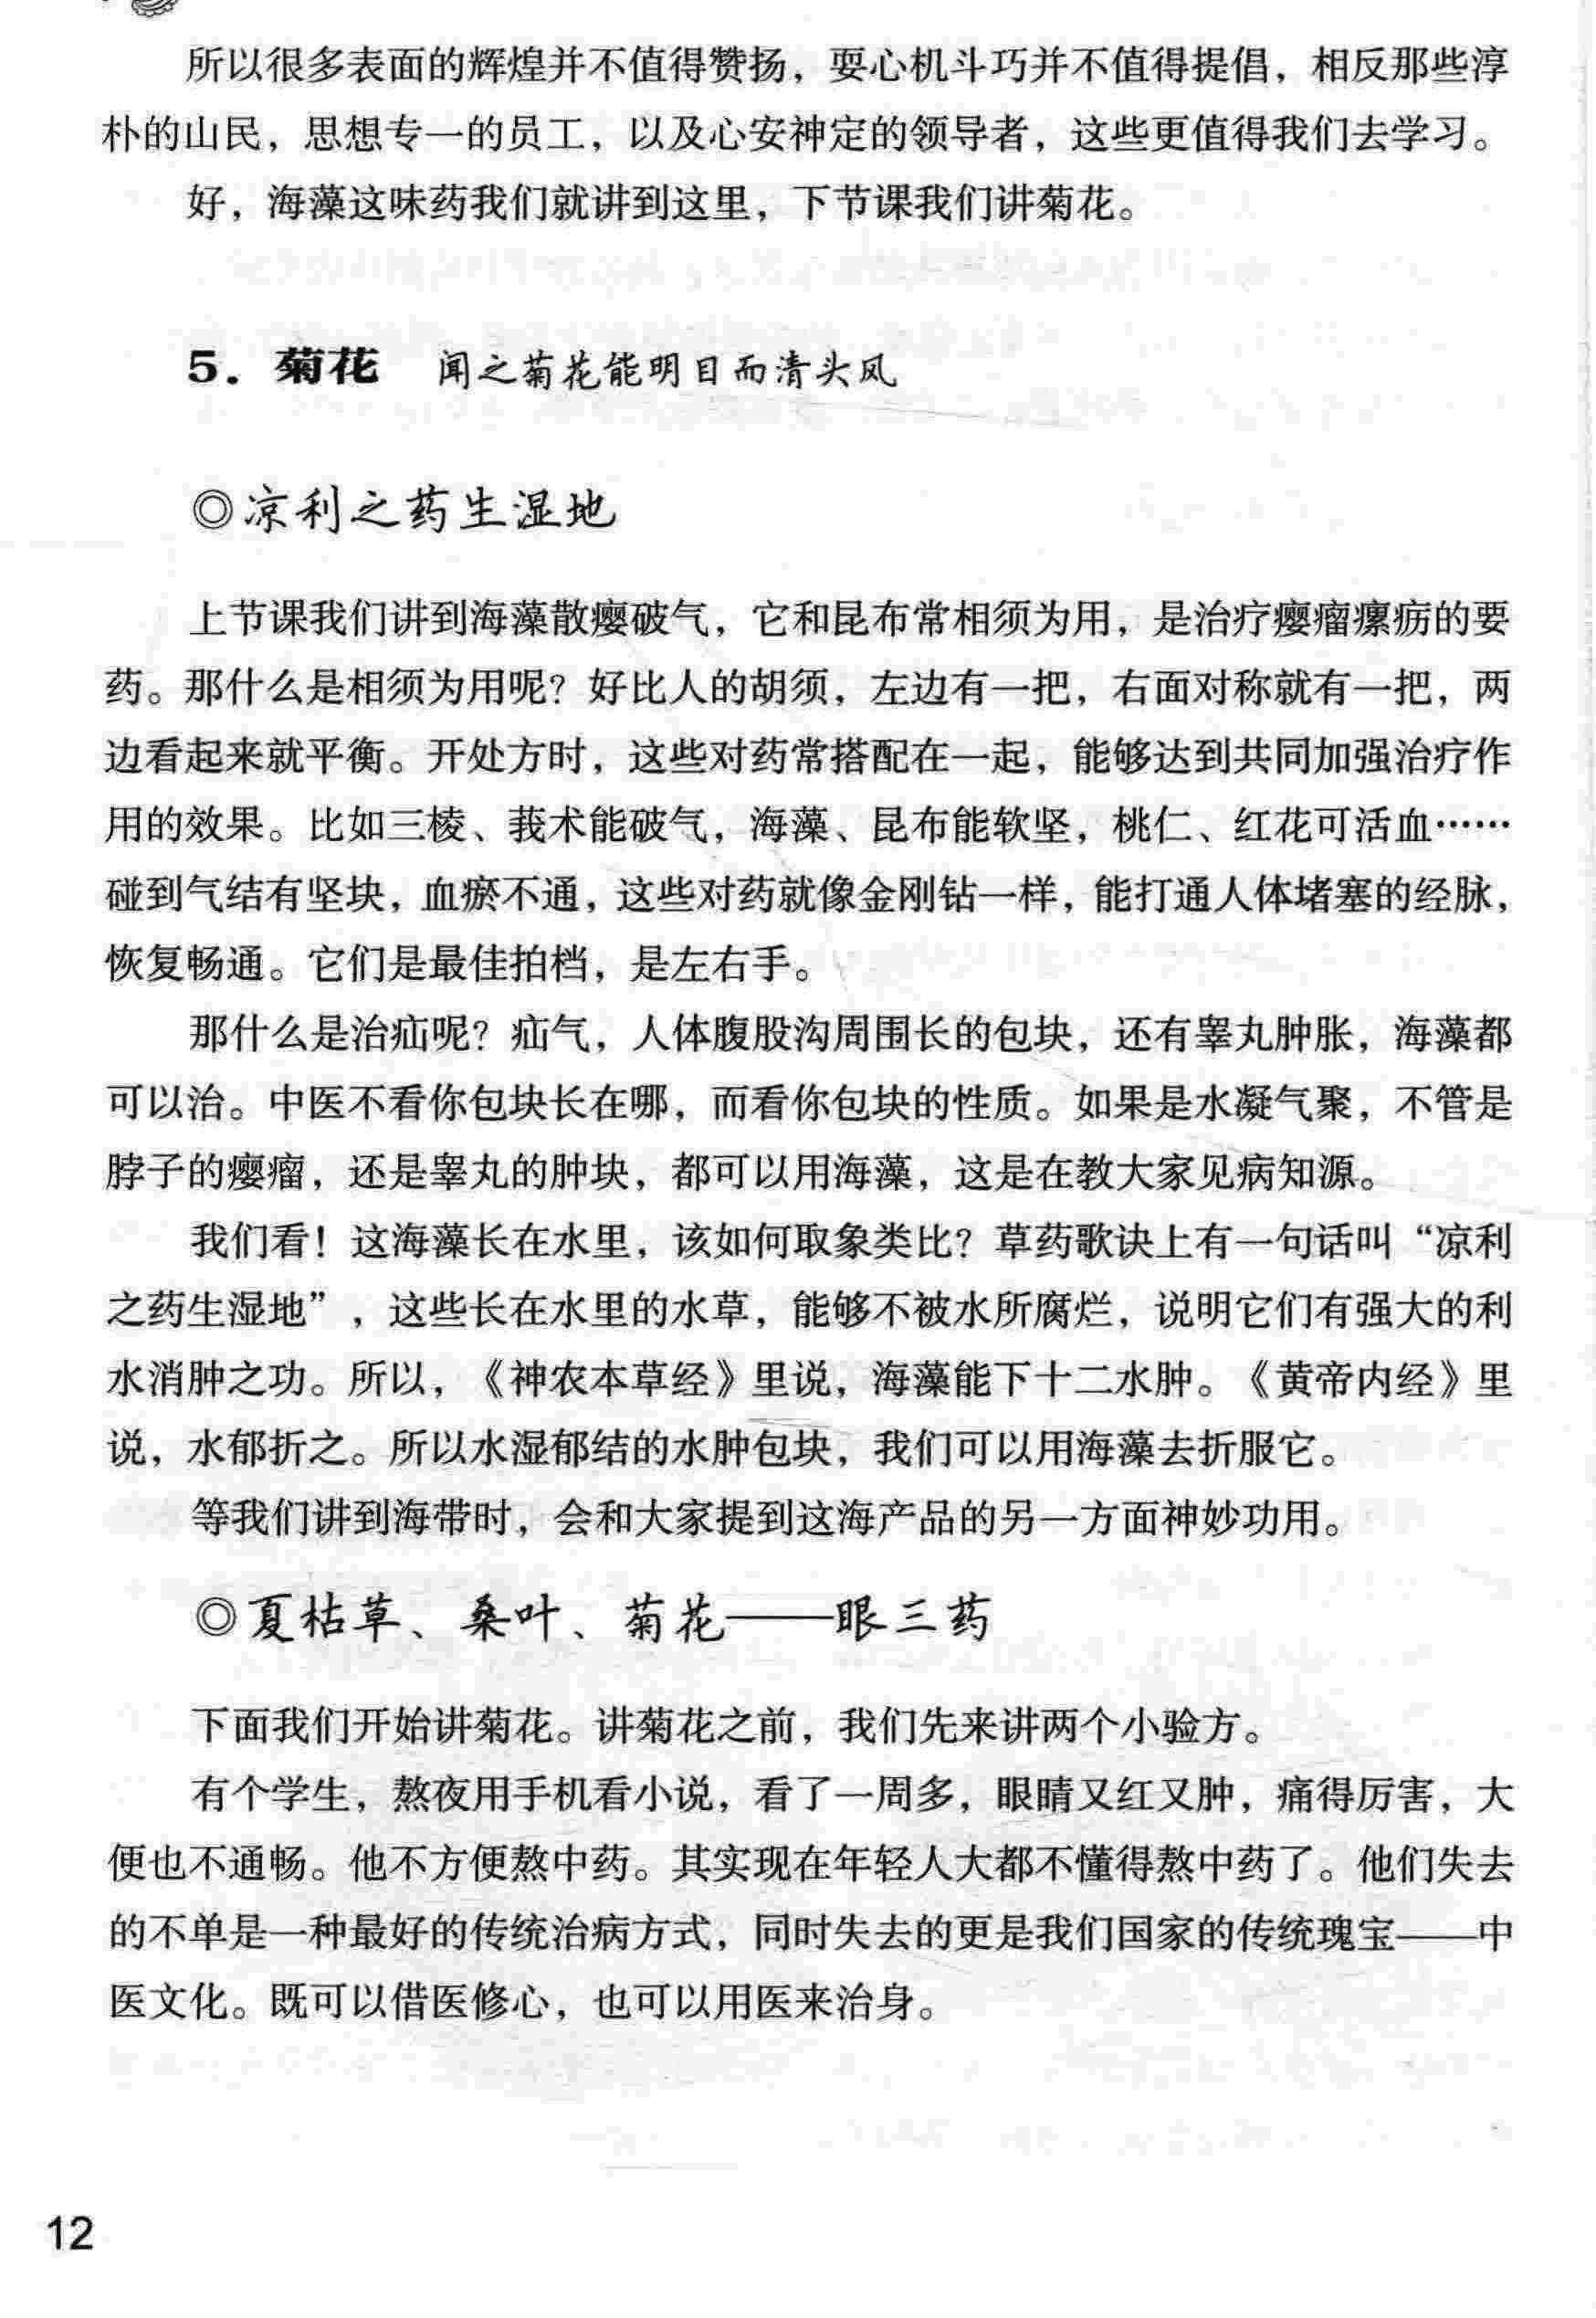 所以很多表面的辉煌并不值得赞扬，耍心机斗巧并不值得提倡，相反那些淳
朴的山民，思想专一的员工，以及心安神定的领导者，这些更值得我们去学习。
好，海藻这味药我们就讲到这里，下节课我们讲菊花。
5. 菊花 闻之菊花能明目而清头风
◎凉利之药生湿地
上节课我们讲到海藻散瘿破气，它和昆布常相须为用，是治疗瘿瘤瘰疬的要
药。那什么是相须为用呢？好比人的胡须，左边有一把，右面对称就有一把，两
边看起来就平衡。开处方时，这些对药常搭配在一起，能够达到共同加强治疗作
用的效果。比如三棱、莪术能破气，海藻、昆布能软坚，桃仁、红花可活血……
碰到气结有坚块，血瘀不通，这些对药就像金刚钻一样，能打通人体堵塞的经脉，
恢复畅通。它们是最佳拍档，是左右手。
那什么是治疝呢？疝气，人体腹股沟周围长的包块，还有睾丸肿胀，海藻都
可以治。中医不看你包块长在哪，而看你包块的性质。如果是水凝气聚，不管是
脖子的瘿瘤，还是睾丸的肿块，都可以用海藻，这是在教大家见病知源。
我们看！这海藻长在水里，该如何取象类比？草药歌诀上有一句话叫“凉利
之药生湿地”，这些长在水里的水草，能够不被水所腐烂，说明它们有强大的利
水消肿之功。所以，《神农本草经》里说，海藻能下十二水肿。《黄帝内经》里
说，水郁折之。所以水湿郁结的水肿包块，我们可以用海藻去折服它。
等我们讲到海带时，会和大家提到这海产品的另一方面神妙功用。
◎夏枯草、桑叶、菊花——眼三药
下面我们开始讲菊花。讲菊花之前，我们先来讲两个小验方。
有个学生，熬夜用手机看小说，看了一周多，眼睛又红又肿，痛得厉害，大
便也不通畅。他不方便熬中药。其实现在年轻人大都不懂得熬中药了。他们失去
的不单是一种最好的传统治病方式，同时失去的更是我们国家的传统瑰宝——中
医文化。既可以借医修心，也可以用医来治身。
12